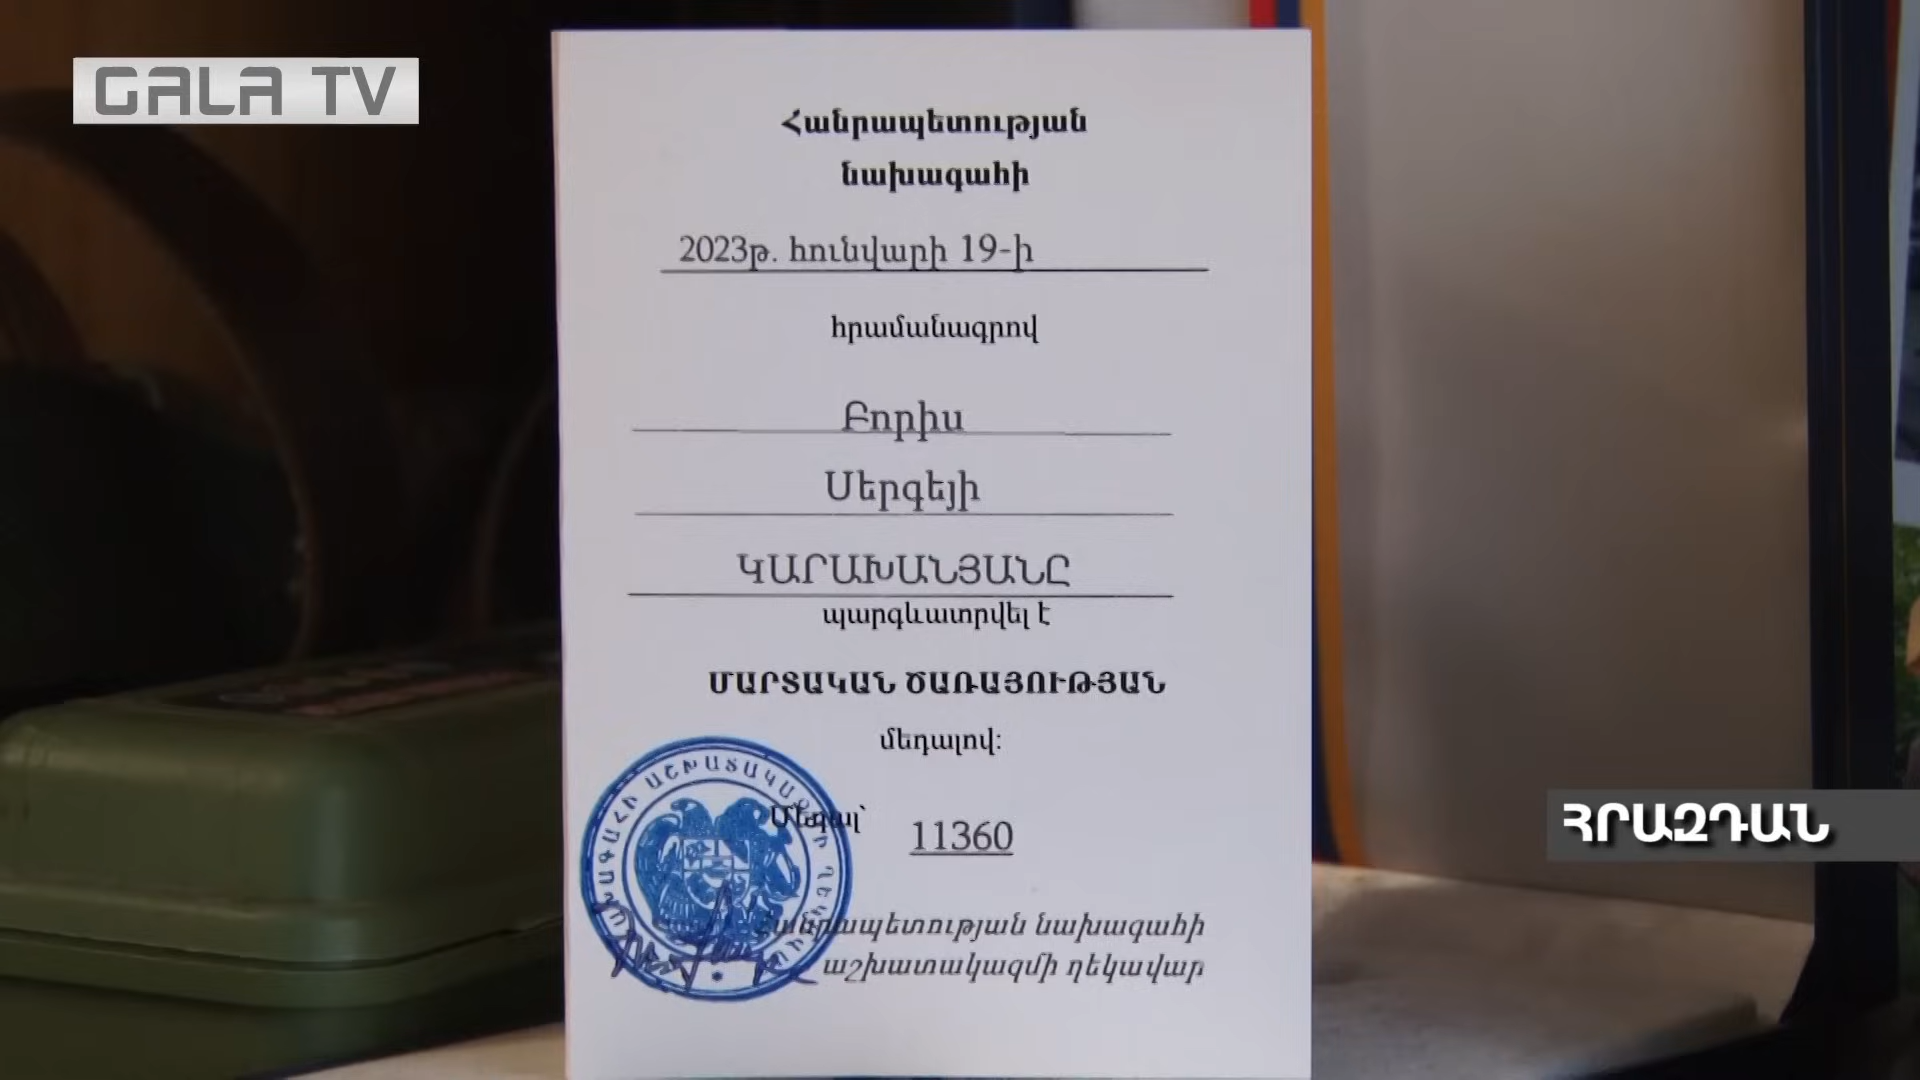 GALA TV
Հանրապետության
նախագահի
2023թ. հունվարի 19-ի
հրամանագրով
Բորիս
Սերգեյի
ԿԱՐԱԽԱՆՅԱՆԸ
պարգևատրվել է
ՄԱՐՏԱԿԱՆ ԾԱՌԱՅՈՒԹՅԱՆ
մեդալով։
Մեդալ՝ 11360
Հանրապետության նախագահի
աշխատակազմի ղեկավար
ՀՐԱԶԴԱՆ